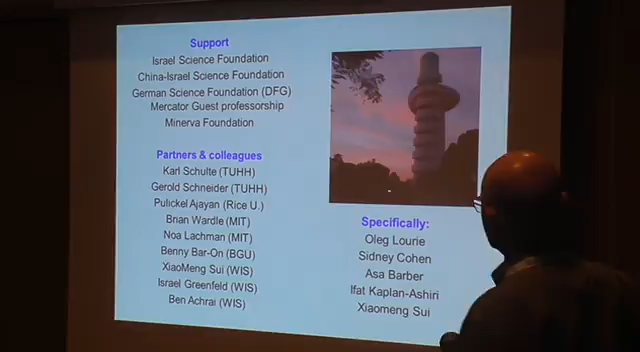 Support
Israel Science Foundation
China-Israel Science Foundation
German Science Foundation (DFG)
Mercator Guest professorship
Minerva Foundation
Partners & colleagues
Karl Schulte (TUHH)
Gerold Schneider (TUHH)
Pulickel Ajayan (Rice U.)
Brian Wardle (MIT)
Noa Lachman (MIT)
Benny Bar-On (BGU)
XiaoMeng Sui (WIS)
Israel Greenfeld (WIS)
Ben Achrai (WIS)
Specifically:
Oleg Lourie
Sidney Cohen
Asa Barber
Ifat Kaplan-Ashiri
Xiaomeng Sui